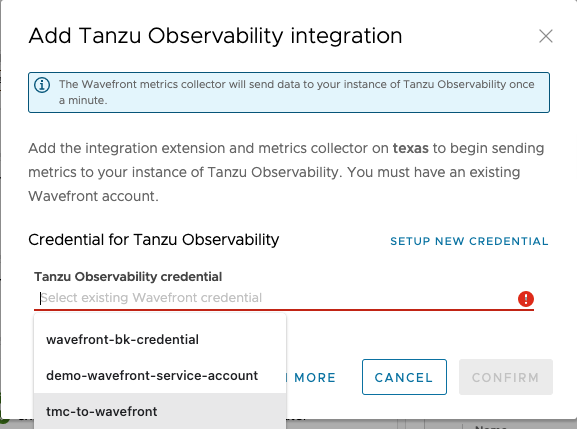 Add Tanzu Observability integration
The Wavefront metrics collector will send data to your instance of Tanzu Observability once
a minute.
Add the integration extension and metrics collector on texas to begin sending
metrics to your instance of Tanzu Observability. You must have an existing
Wavefront account.
Credential for Tanzu Observability
SETUP NEW CREDENTIAL
Tanzu Observability credential
Select existing Wavefront credential
wavefront-bk-credential
demo-wavefront-service-account
tmc-to-wavefront
MORE
CANCEL
CONFIRM